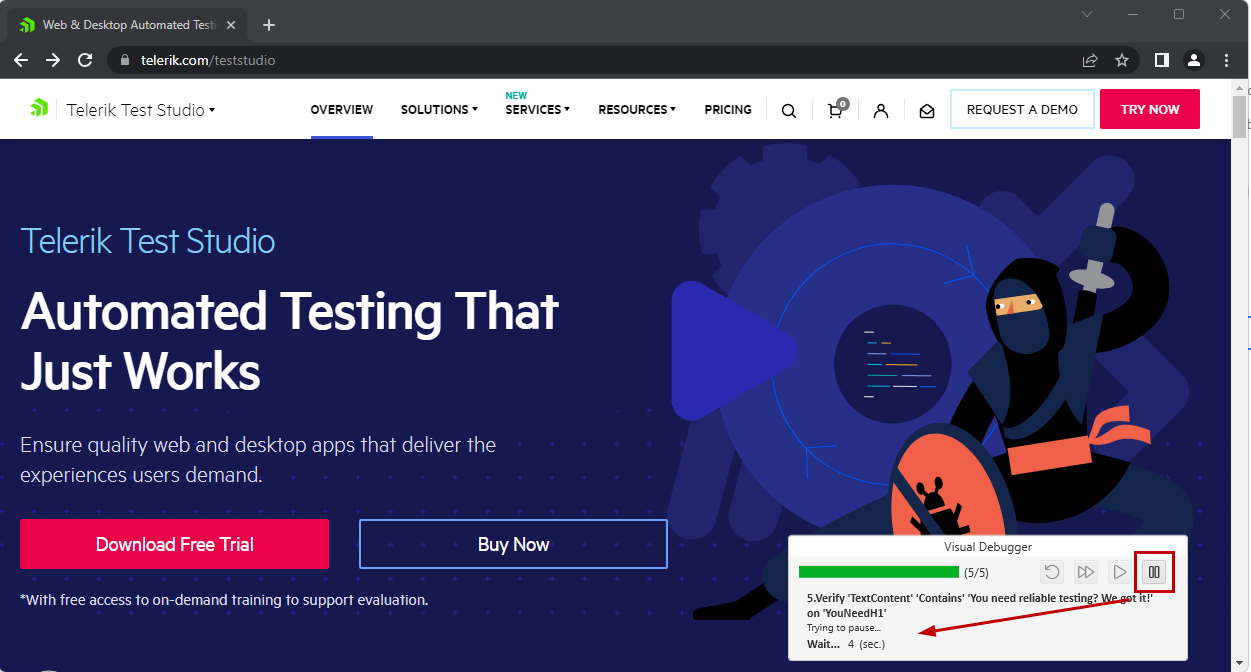 Web & Desktop Automated Testi
telerik.com/teststudio
Telerik Test Studio
OVERVIEW
SOLUTIONS
NEW
SERVICES
RESOURCES
PRICING
0
REQUEST A DEMO
TRY NOW
Telerik Test Studio
Automated Testing That
Just Works
Ensure quality web and desktop apps that deliver the
experiences users demand.
Download Free Trial
Buy Now
*With free access to on-demand training to support evaluation.
Visual Debugger
(5/5)
5.Verify 'TextContent' 'Contains' 'You need reliable testing? We got it!'
on 'YouNeedH1'
Trying to pause...
Wait... 4 (sec.)